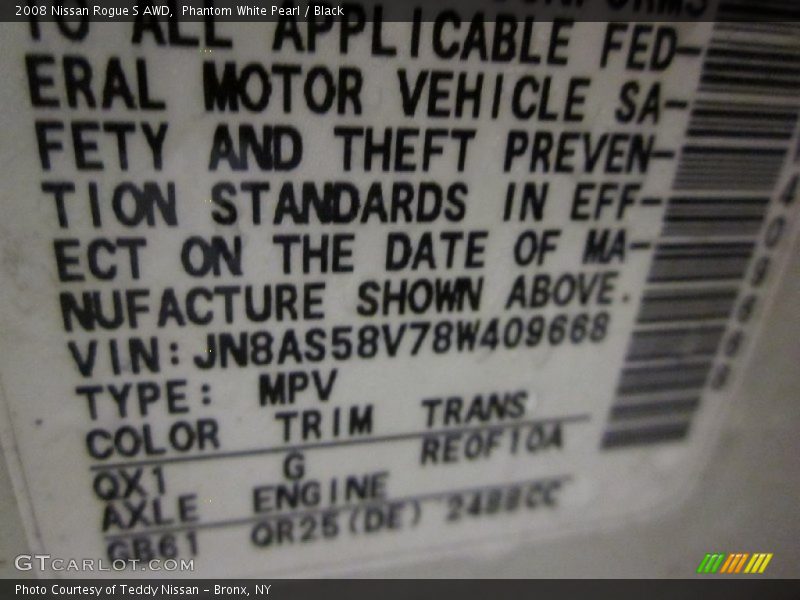 2008 Nissan Rogue S AWD, Phantom White Pearl / Black
TO ALL APPLICABLE FED-
ERAL MOTOR VEHICLE SA-
FETY AND THEFT PREVEN-
TION STANDARDS IN EFF-
ECT ON THE DATE OF MA-
NUFACTURE SHOWN ABOVE.
VIN: JN8AS58V78W409668
TYPE: MPV
COLOR TRIM TRANS
QX1 G RE0F10A
AXLE ENGINE
GB61 QR25(DE) 2488CC
GTCARLOT.COM
Photo Courtesy of Teddy Nissan – Bronx, NY